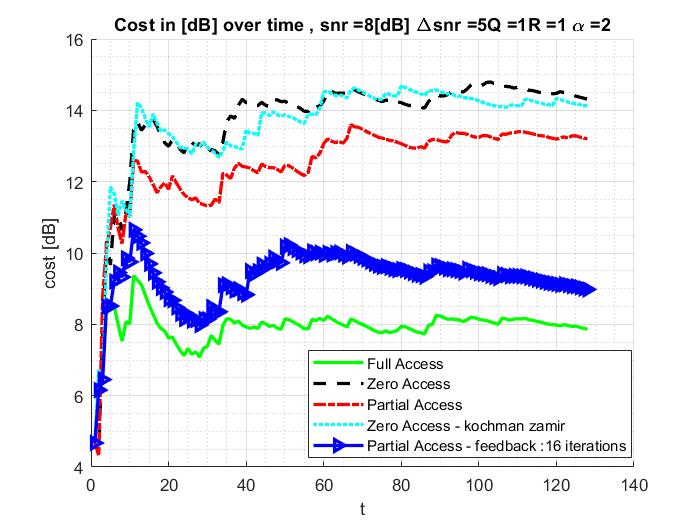 Cost in [dB] over time , snr =8[dB] Δsnr =5Q =1R =1 α =2
16
14
12
10
8
6
4
cost [dB]
0 20 40 60 80 100 120 140
t
Full Access
Zero Access
Partial Access
Zero Access - kochman zamir
Partial Access - feedback :16 iterations